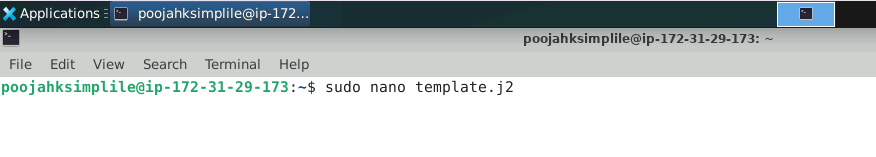 Applications
poojahksimplile@ip-172...
poojahksimplile@ip-172-31-29-173: ~
File Edit View Search Terminal Help
poojahksimplile@ip-172-31-29-173:~$ sudo nano template.j2